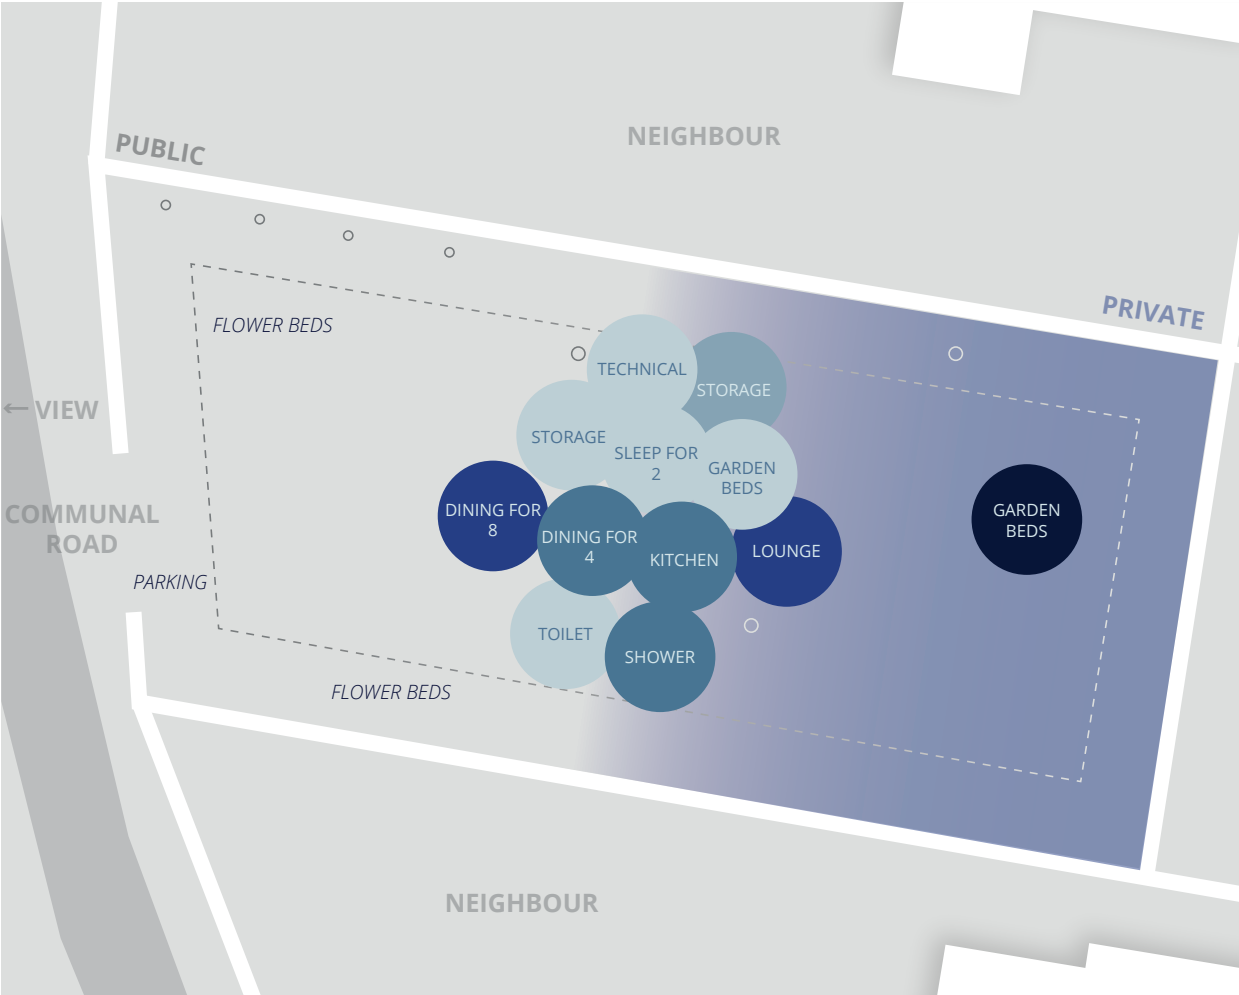 NEIGHBOUR
PUBLIC
PRIVATE
FLOWER BEDS
TECHNICAL
STORAGE
← VIEW
STORAGE
SLEEP FOR
2
GARDEN
BEDS
COMMUNAL
ROAD
DINING FOR
8
DINING FOR
4
KITCHEN
LOUNGE
GARDEN
BEDS
PARKING
TOILET
SHOWER
FLOWER BEDS
NEIGHBOUR